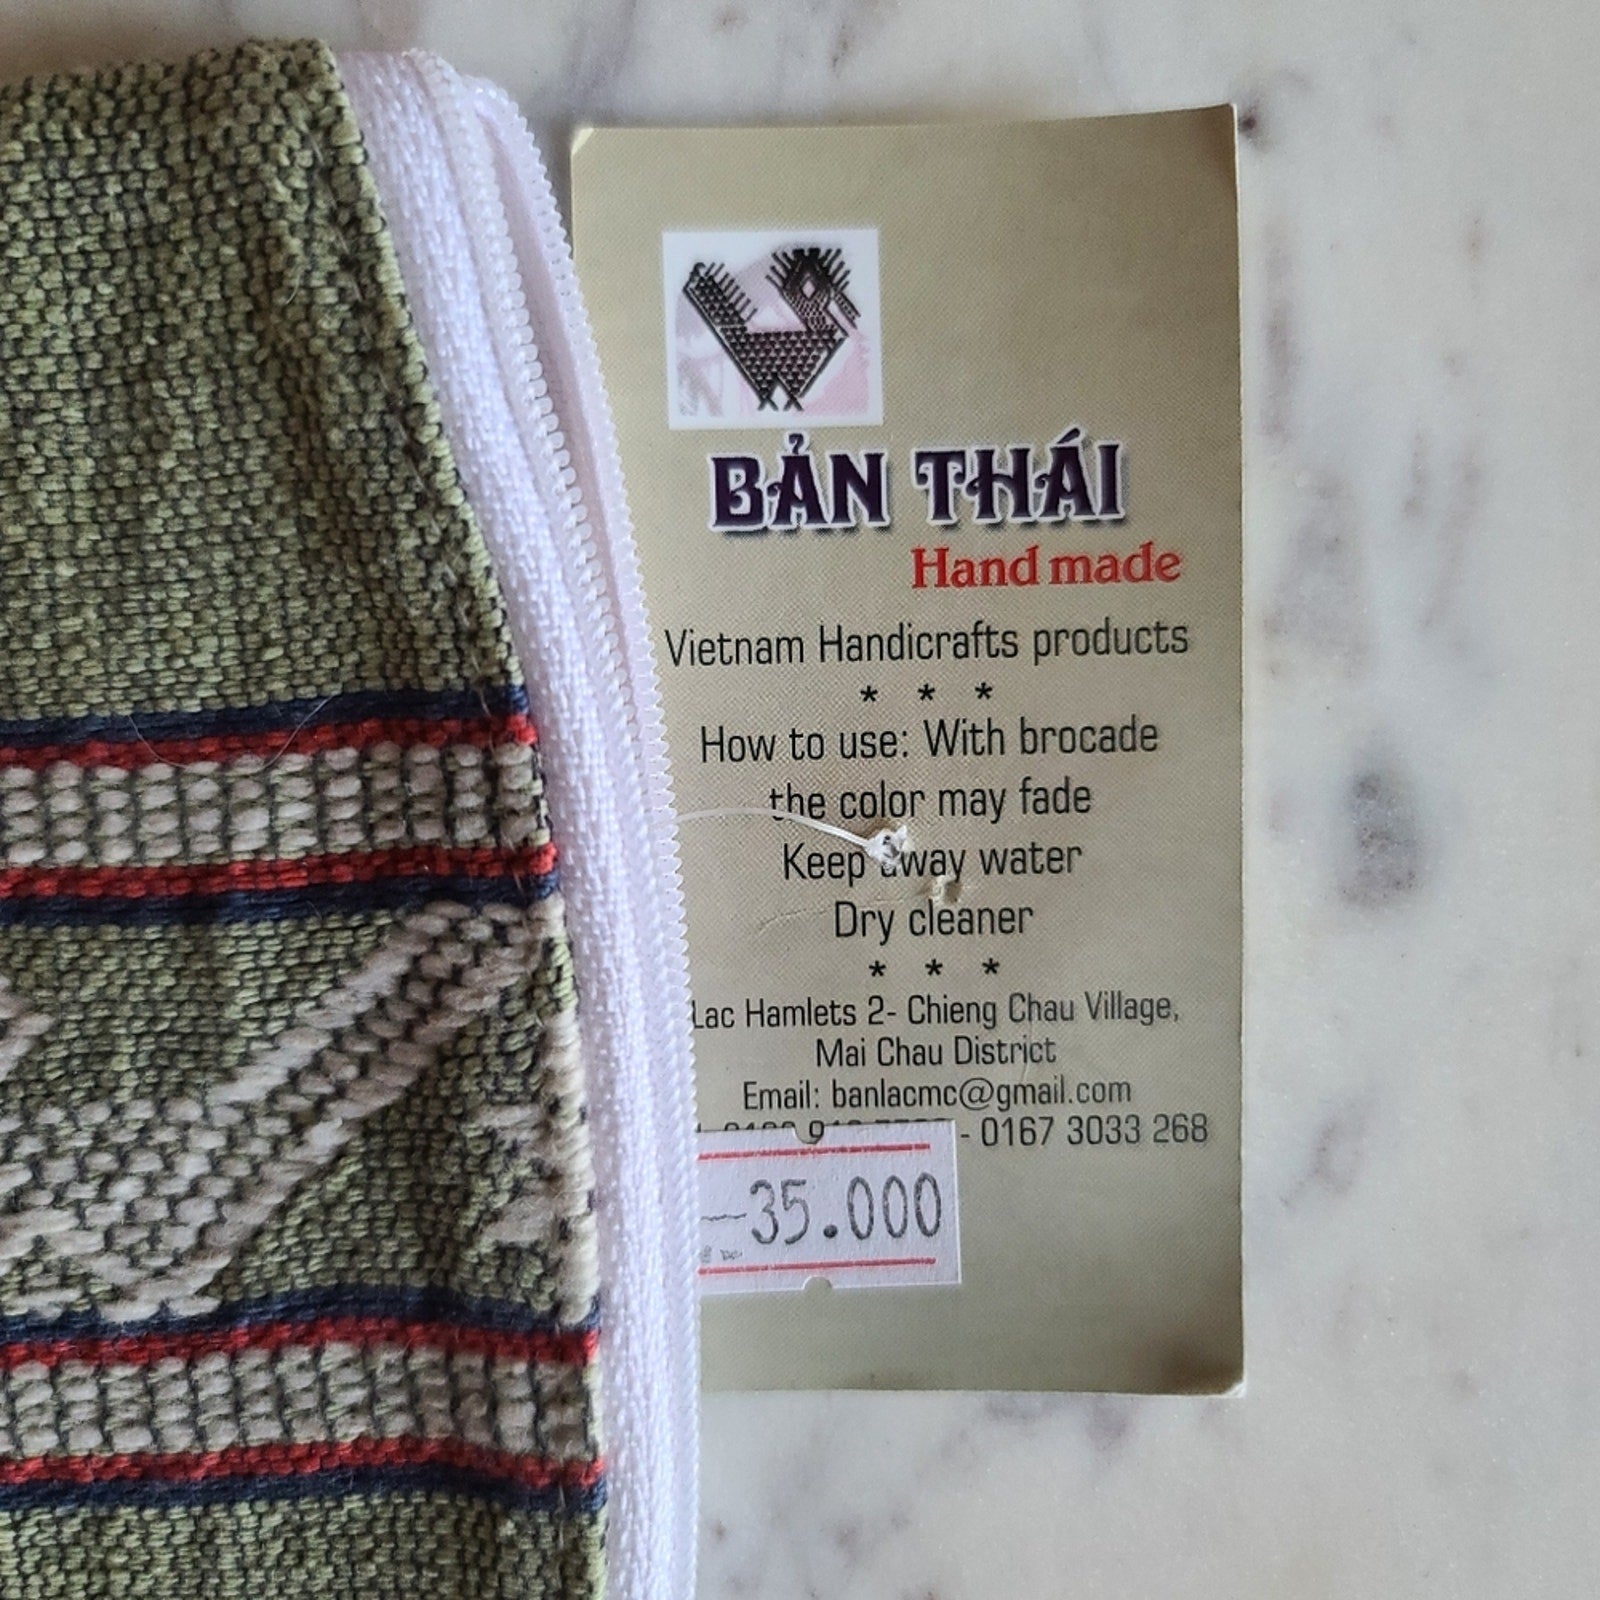 BẢN THÁI
Hand made
Vietnam Handicrafts products
* * *
How to use: With brocade
the color may fade
Keep away water
Dry cleaner
* * *
Lac Hamlets 2- Chieng Chau Village,
Mai Chau District
Email: banlacmc@gmail.com
- 0167 3033 268
35.000